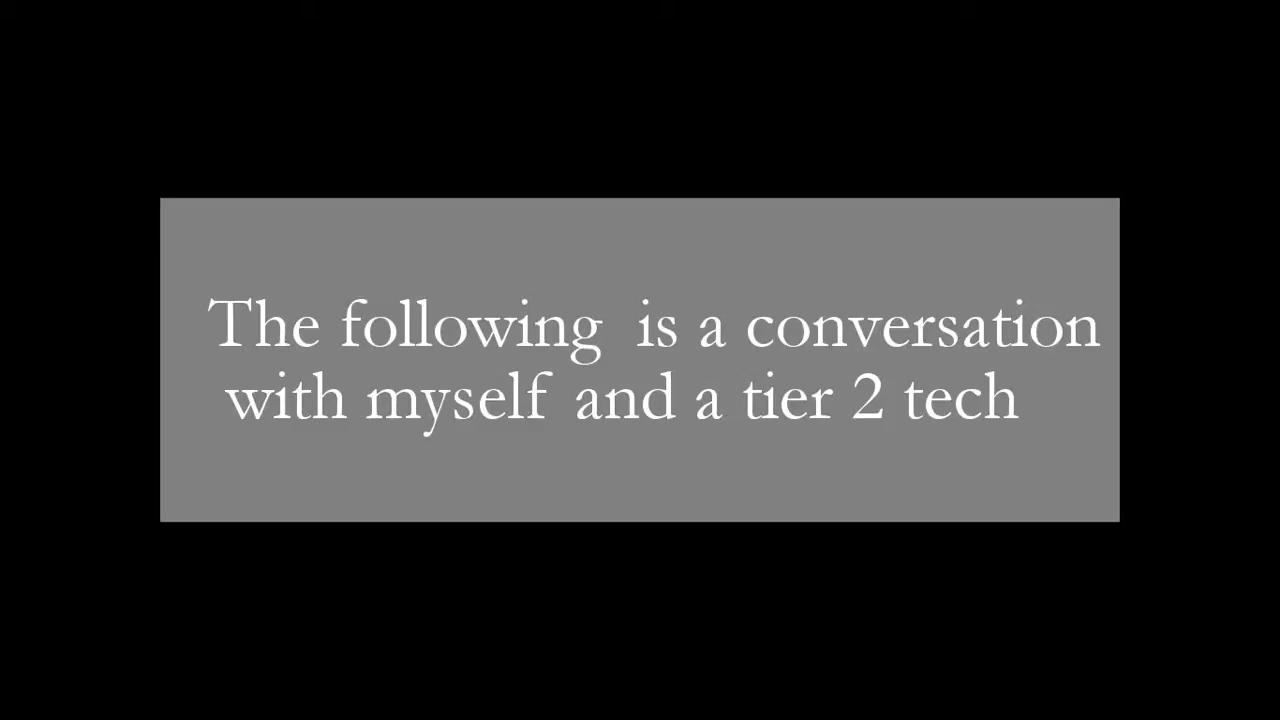 The following is a conversation
with myself and a tier 2 tech